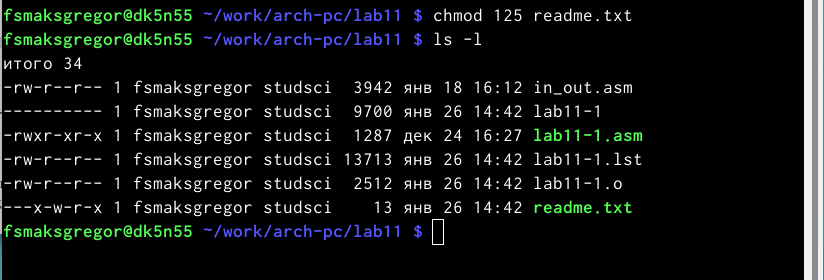 fsmaksgregor@dk5n55 ~/work/arch-pc/lab11 $ chmod 125 readme.txt
fsmaksgregor@dk5n55 ~/work/arch-pc/lab11 $ ls -l
итого 34
-rw-r--r-- 1 fsmaksgregor studsci  3942 янв 18 16:12 in_out.asm
---------- 1 fsmaksgregor studsci  9700 янв 26 14:42 lab11-1
-rwxr-xr-x 1 fsmaksgregor studsci  1287 дек 24 16:27 lab11-1.asm
-rw-r--r-- 1 fsmaksgregor studsci 13713 янв 26 14:42 lab11-1.lst
-rw-r--r-- 1 fsmaksgregor studsci  2512 янв 26 14:42 lab11-1.o
---x-w-r-x 1 fsmaksgregor studsci    13 янв 26 14:42 readme.txt
fsmaksgregor@dk5n55 ~/work/arch-pc/lab11 $